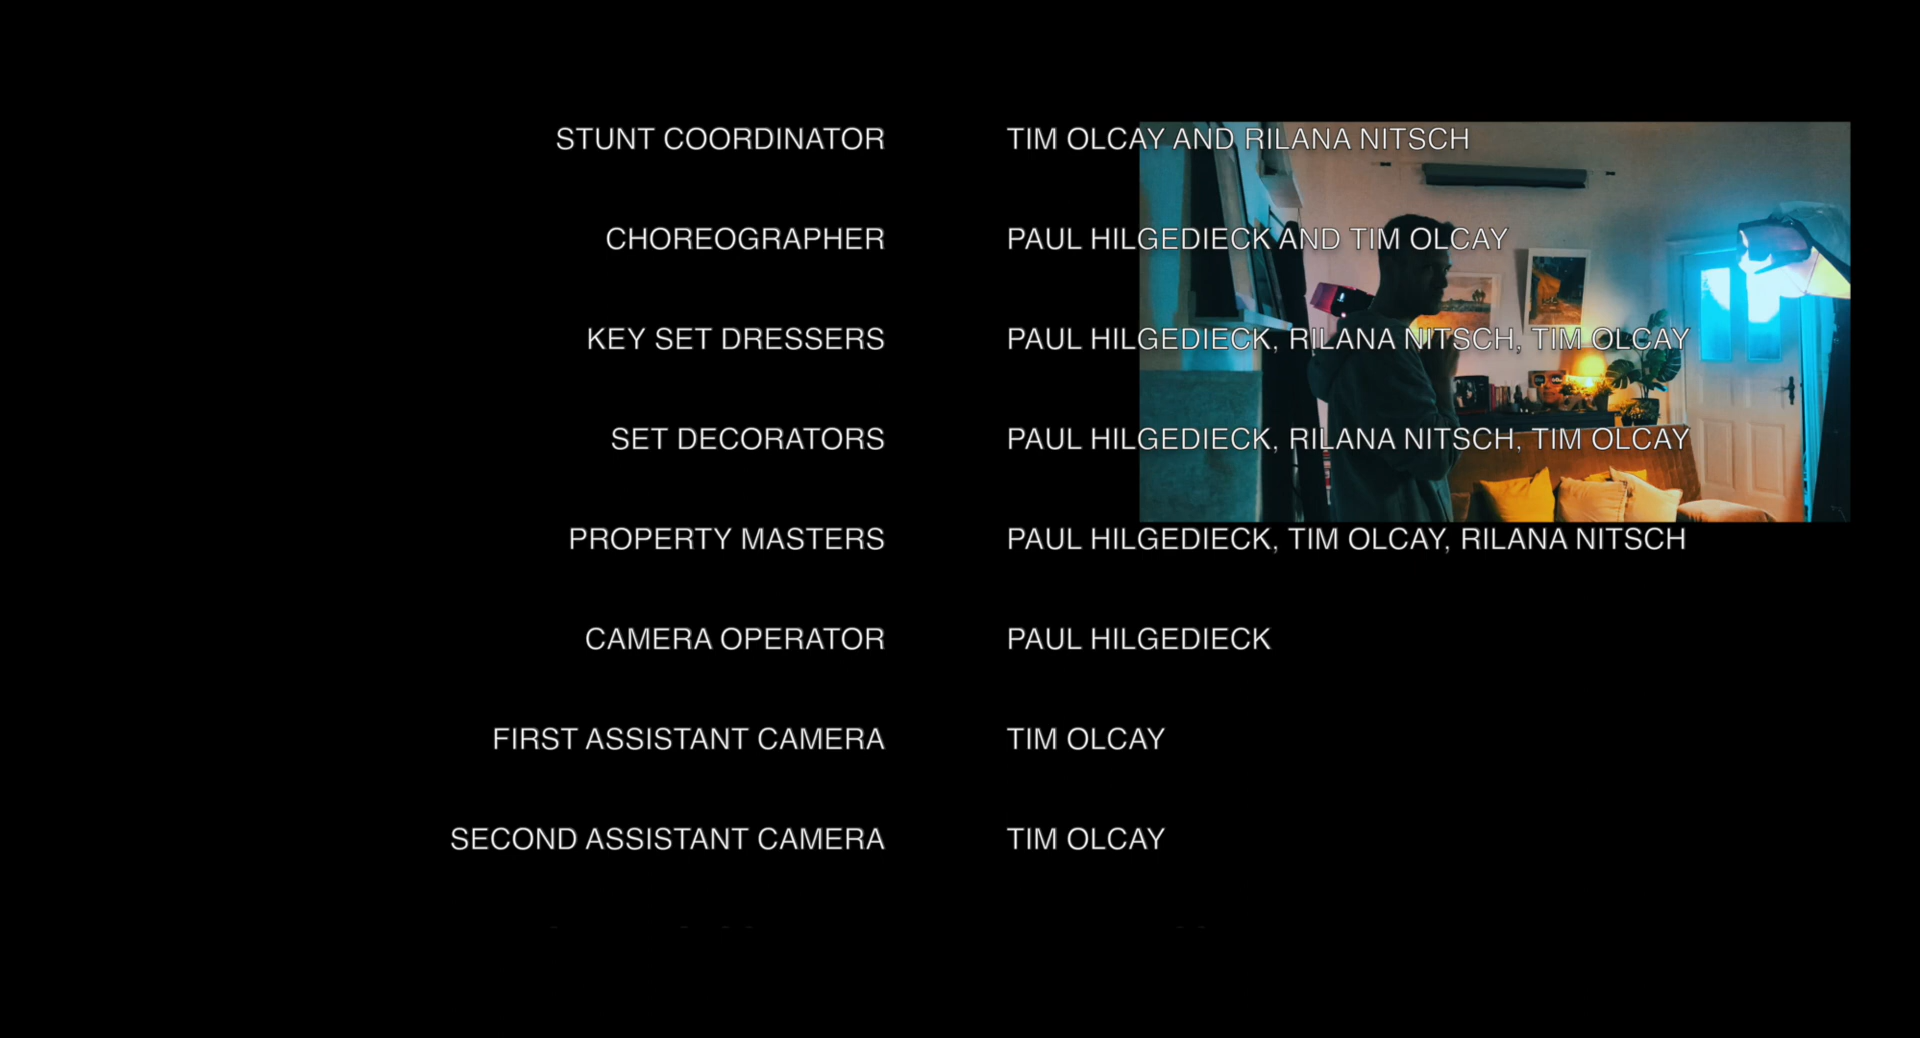 STUNT COORDINATOR TIM OLCAY AND RILANA NITSCH
CHOREOGRAPHER PAUL HILGEDIECK AND TIM OLCAY
KEY SET DRESSERS PAUL HILGEDIECK, RILANA NITSCH, TIM OLCAY
SET DECORATORS PAUL HILGEDIECK, RILANA NITSCH, TIM OLCAY
PROPERTY MASTERS PAUL HILGEDIECK, TIM OLCAY, RILANA NITSCH
CAMERA OPERATOR PAUL HILGEDIECK
FIRST ASSISTANT CAMERA TIM OLCAY
SECOND ASSISTANT CAMERA TIM OLCAY